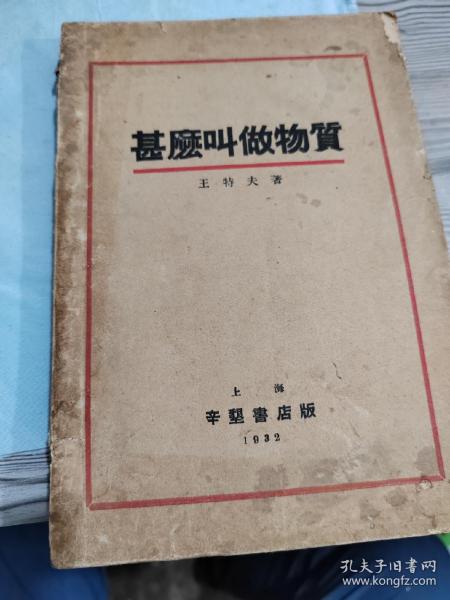 甚麽叫做物質
王特夫著
上海
辛墾書店版
1932
孔夫子旧书网
www.kongfz.com